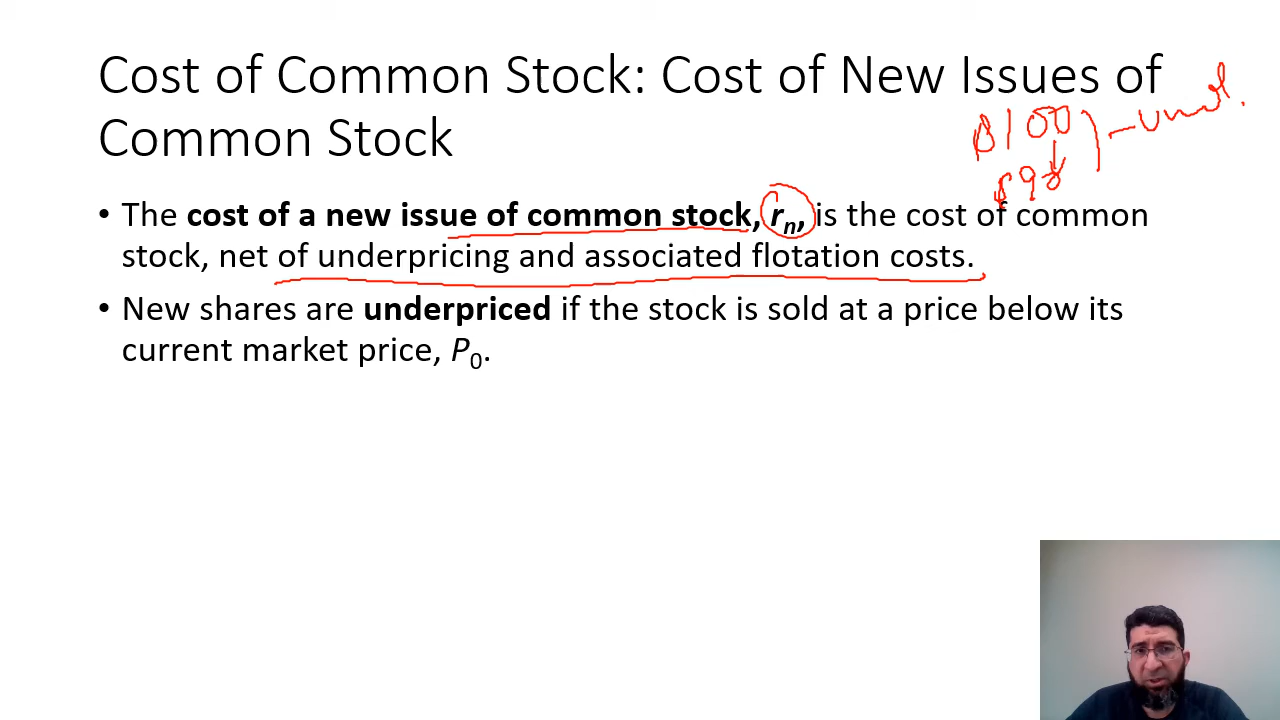 Cost of Common Stock: Cost of New Issues of
Common Stock
$100
$98
• The cost of a new issue of common stock, rn, is the cost of common
stock, net of underpricing and associated flotation costs.
• New shares are underpriced if the stock is sold at a price below its
current market price, P0.